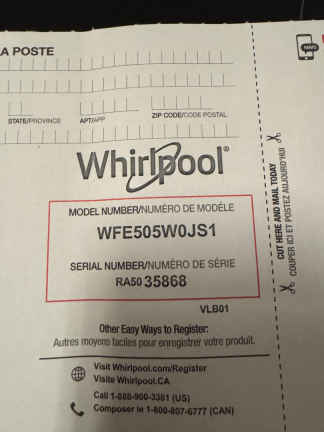 A POSTE
STATE/PROVINCE APT/APP ZIP CODE/CODE POSTAL
Whirlpool®
MODEL NUMBER/NUMÉRO DE MODÈLE
WFE505W0JS1
SERIAL NUMBER/NUMÉRO DE SÉRIE
RA5035868
VLB01
Other Easy Ways to Register:
Autres moyens faciles pour enregistrer votre produit.
Visit Whirlpool.com/Register
Visite Whirlpool.CA
Call 1-888-900-3381 (US)
Composer le 1-800-807-6777 (CAN)
CUT HERE AND MAIL TODAY
COUPER ICI ET POSTEZ AUJOURD'HUI